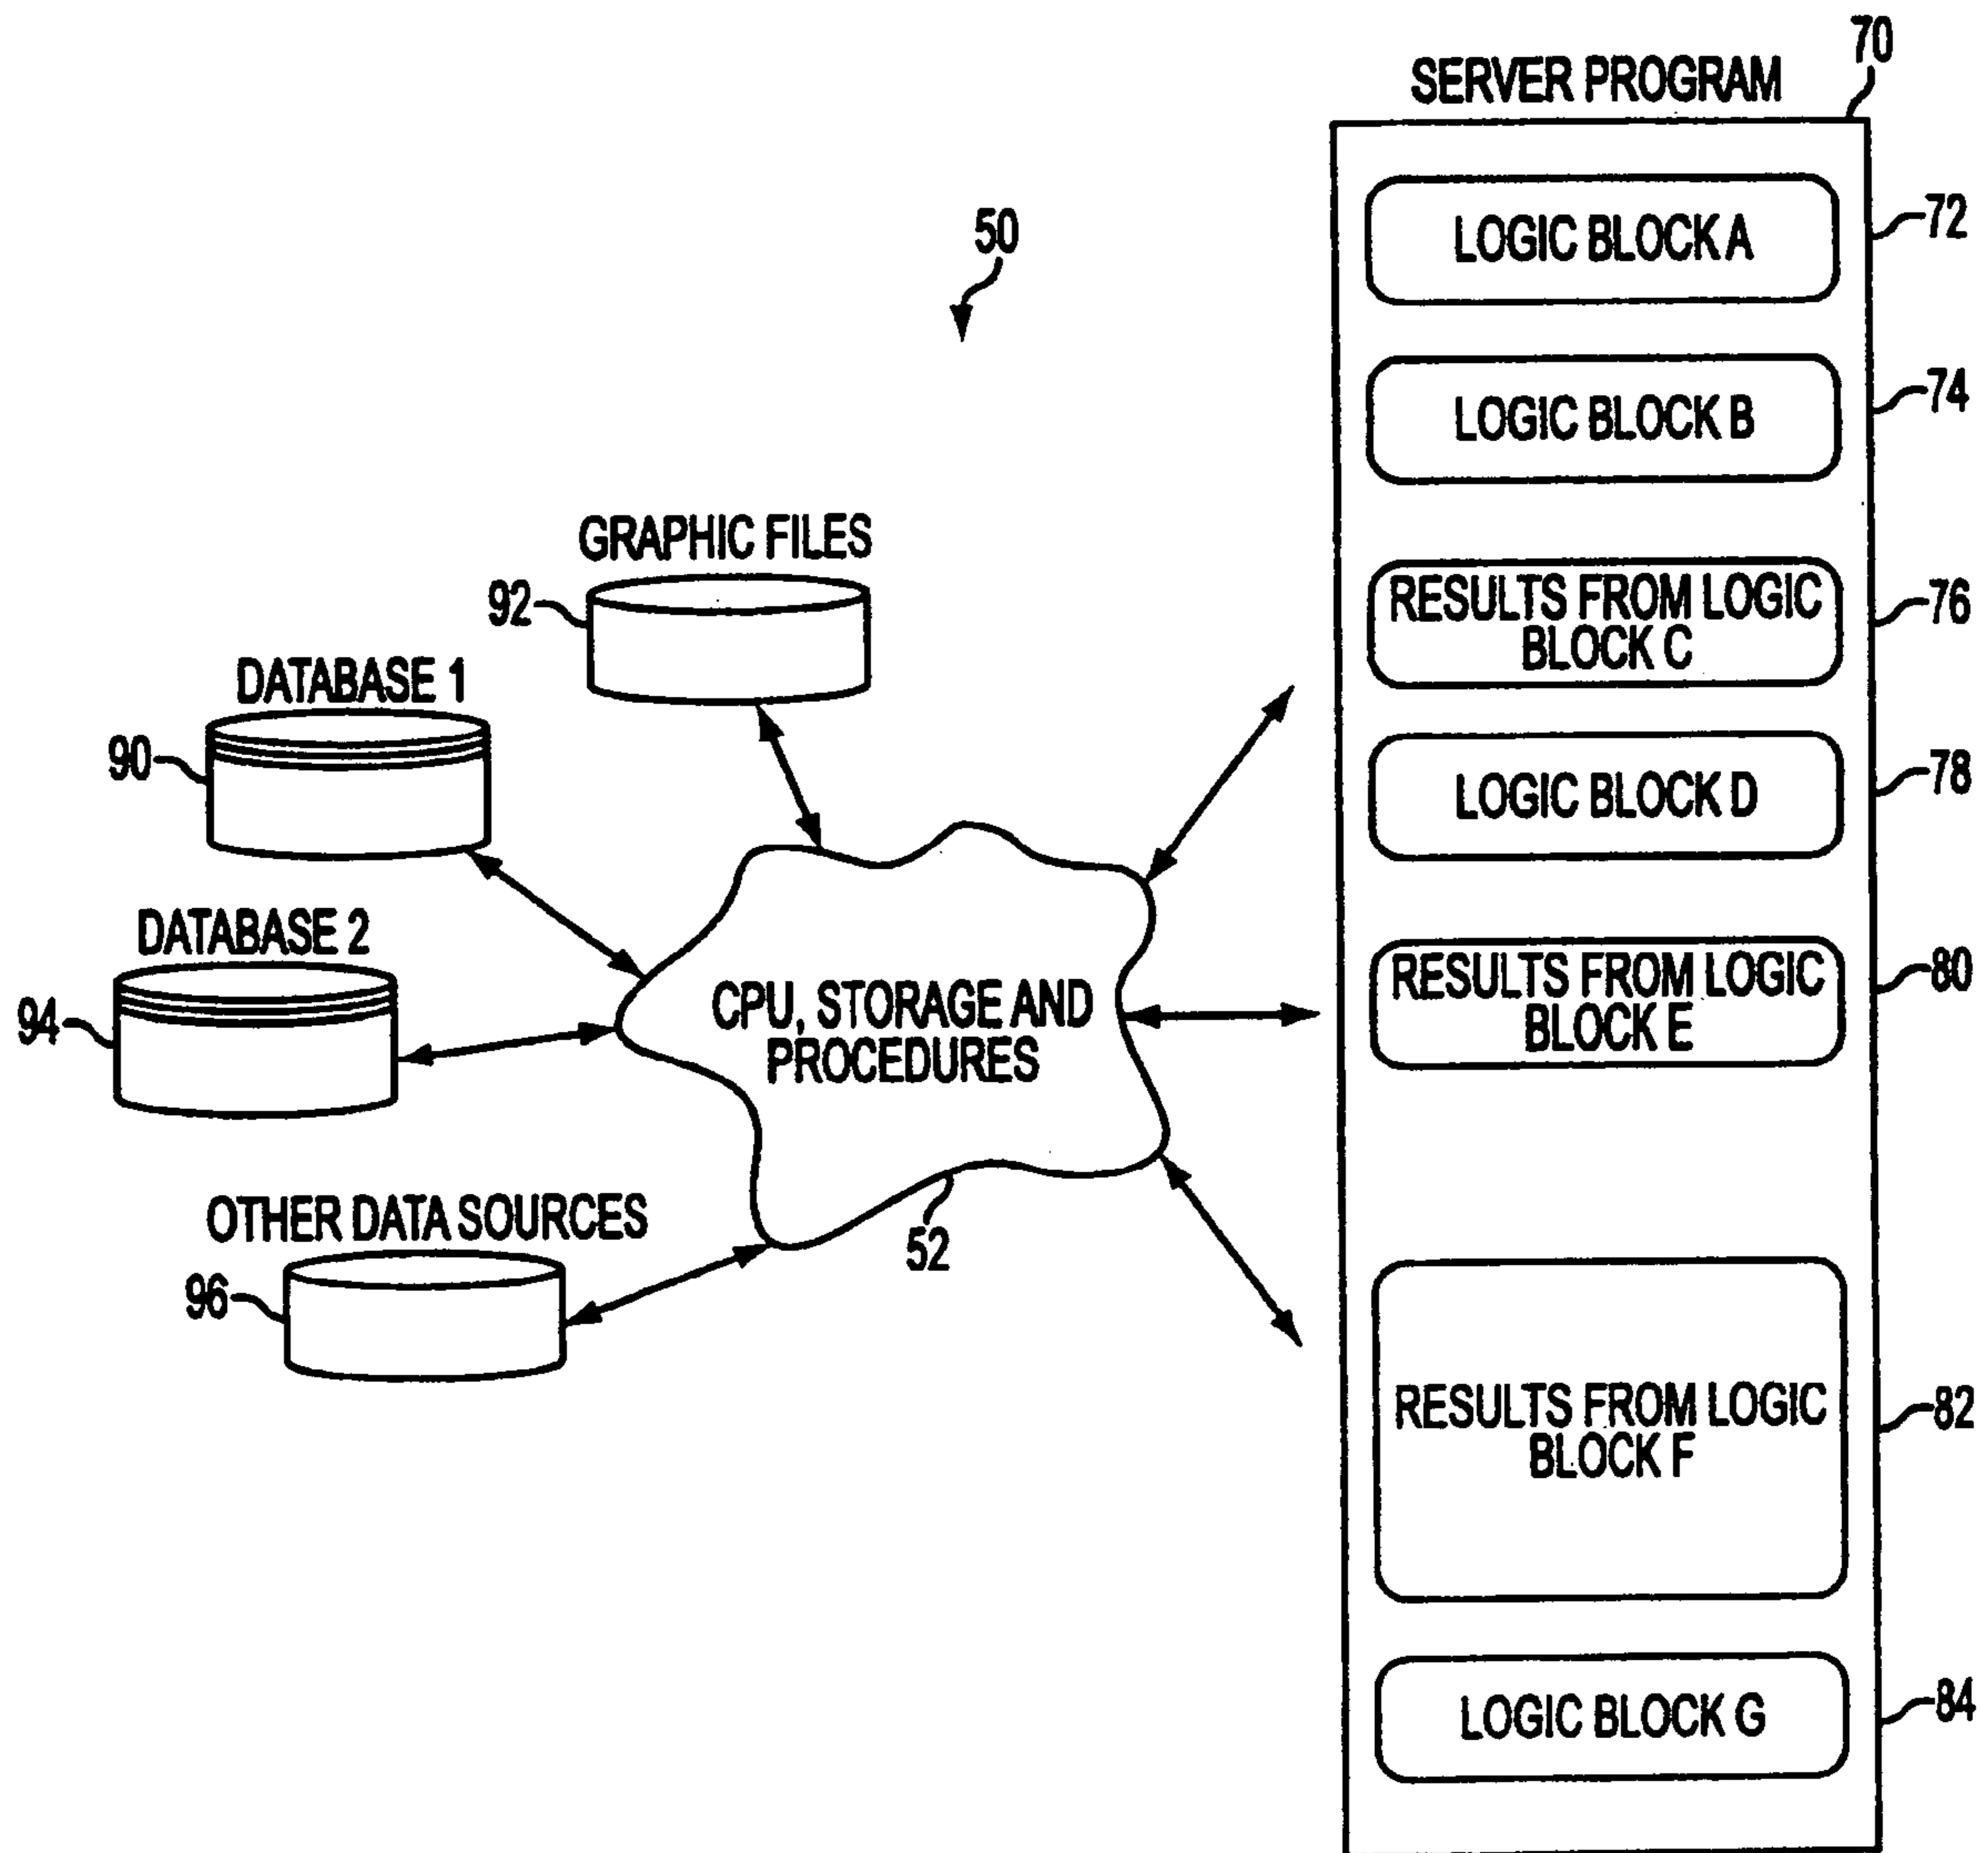 70
SERVER PROGRAM
LOGIC BLOCK A
72
50
LOGIC BLOCK B
74
GRAPHIC FILES
92
RESULTS FROM LOGIC
BLOCK C
76
DATABASE 1
90
LOGIC BLOCK D
78
DATABASE 2
94
CPU, STORAGE AND
PROCEDURES
RESULTS FROM LOGIC
BLOCK E
80
OTHER DATA SOURCES
96
52
RESULTS FROM LOGIC
BLOCK F
82
LOGIC BLOCK G
84